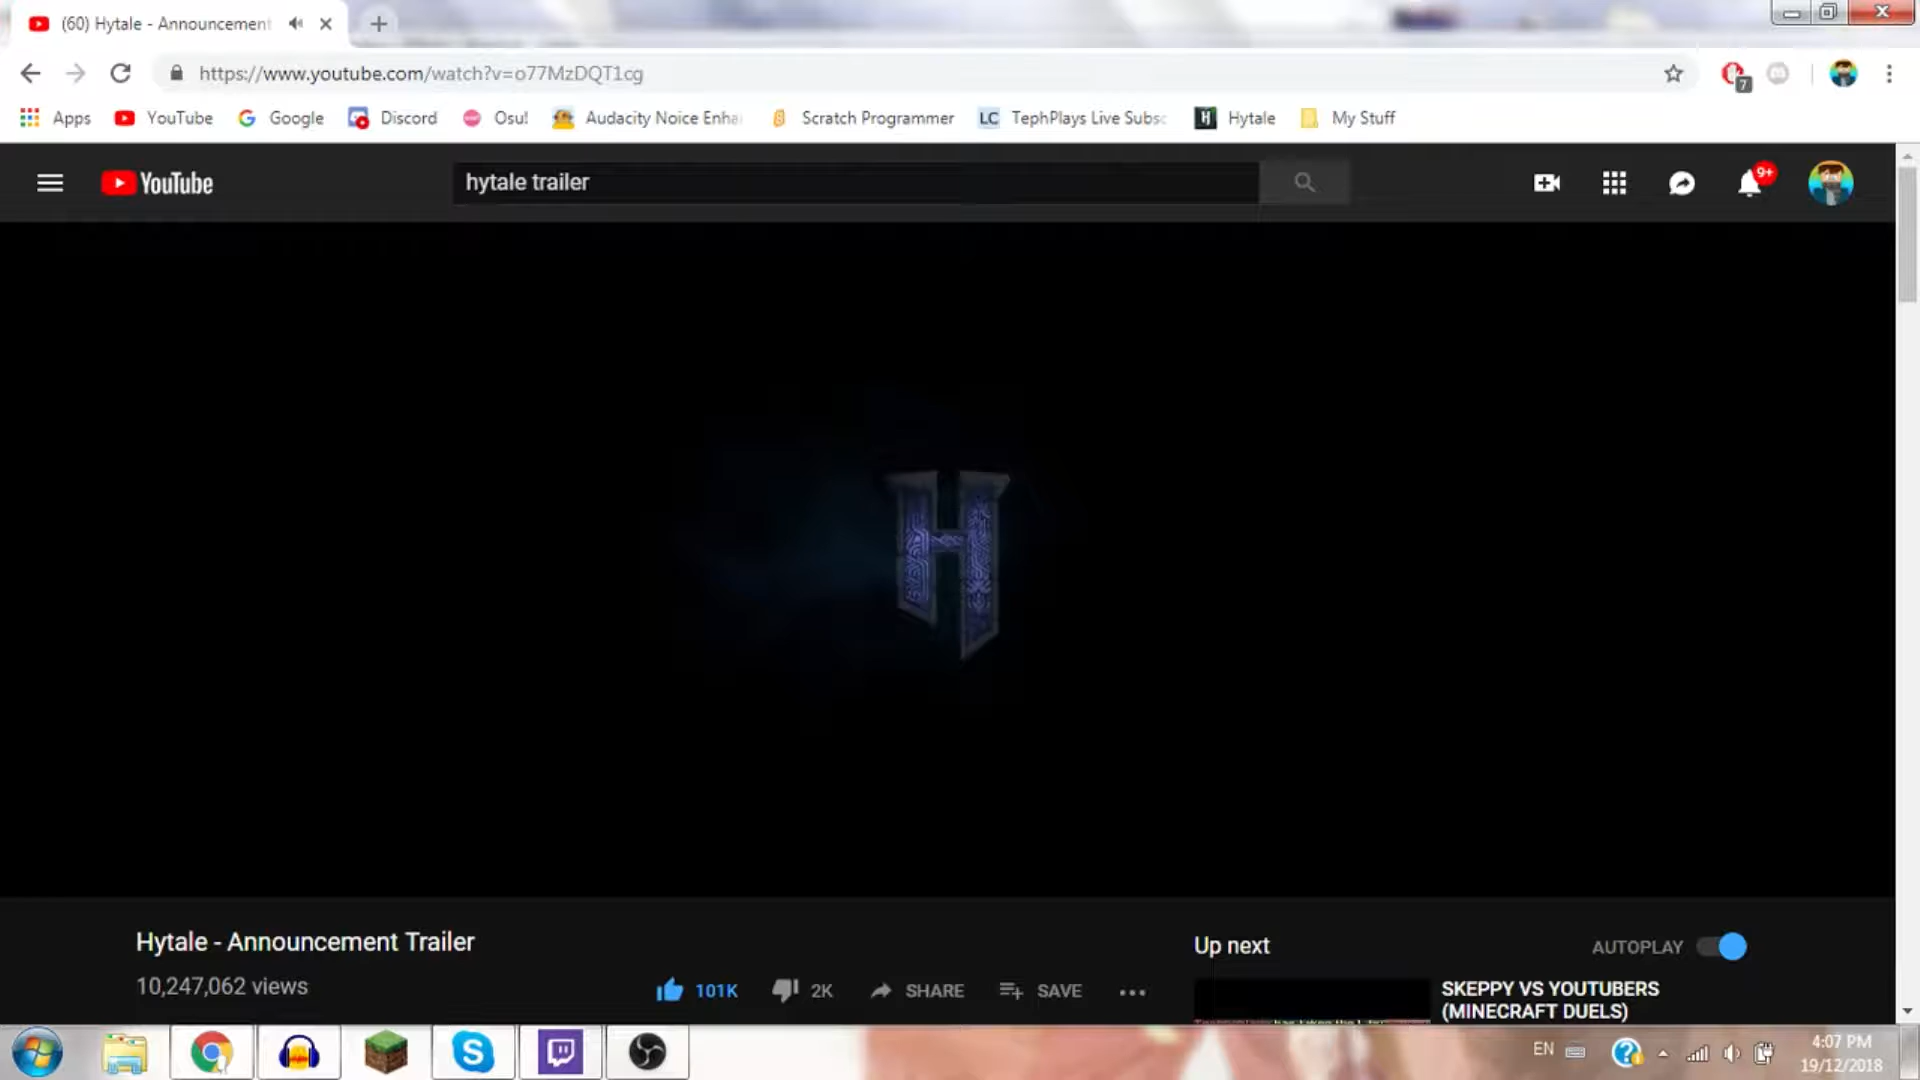 (60) Hytale - Announcement
https://www.youtube.com/watch?v=o77MzDQT1cg
7
Apps YouTube Google Discord Osu! Audacity Noice Enha Scratch Programmer LC TephPlays Live Subsc H Hytale My Stuff
YouTube hytale trailer 9+
H
Hytale - Announcement Trailer
10,247,062 views
101K 2K SHARE SAVE
Up next AUTOPLAY
SKEPPY VS YOUTUBERS
(MINECRAFT DUELS)
EN 4:07 PM
19/12/2018